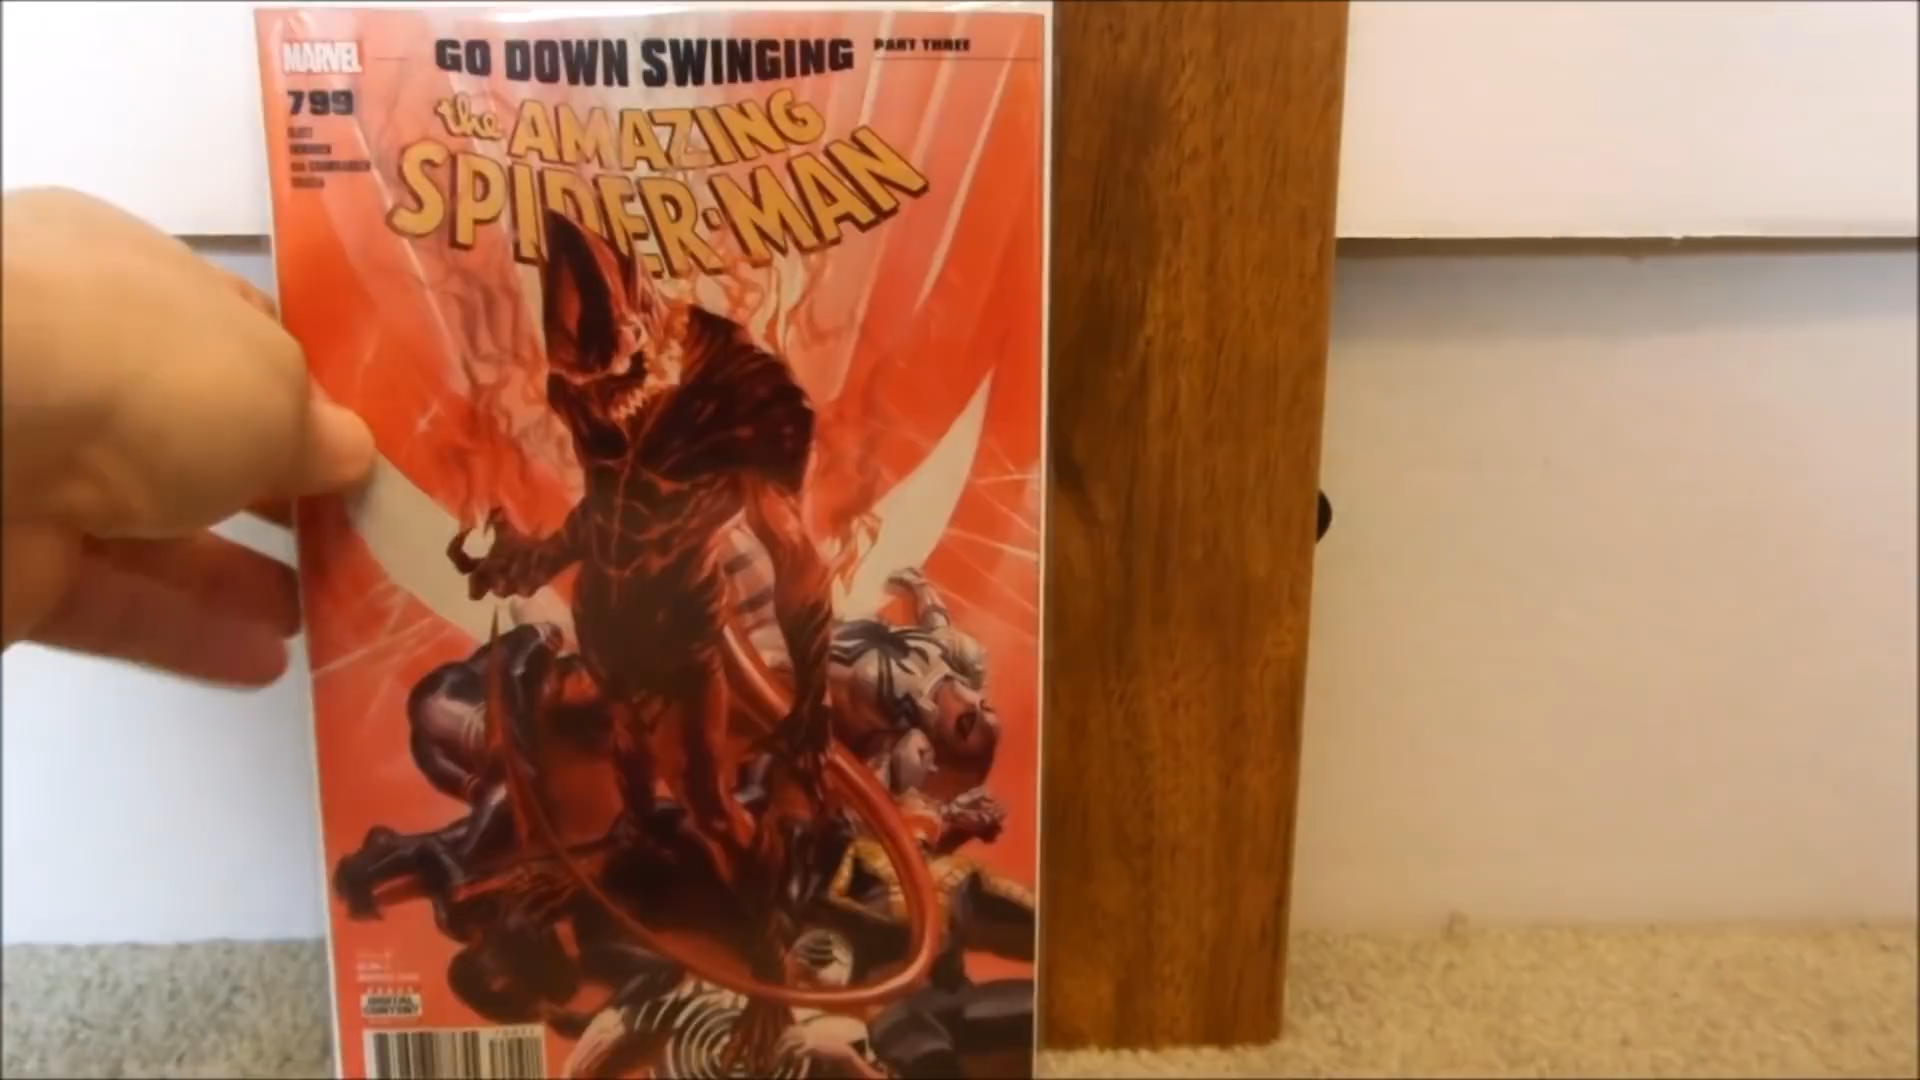 GO DOWN SWINGING PART THREE
MARVEL
799
the AMAZING
SPIDER-MAN
DIGITAL
CONTENT